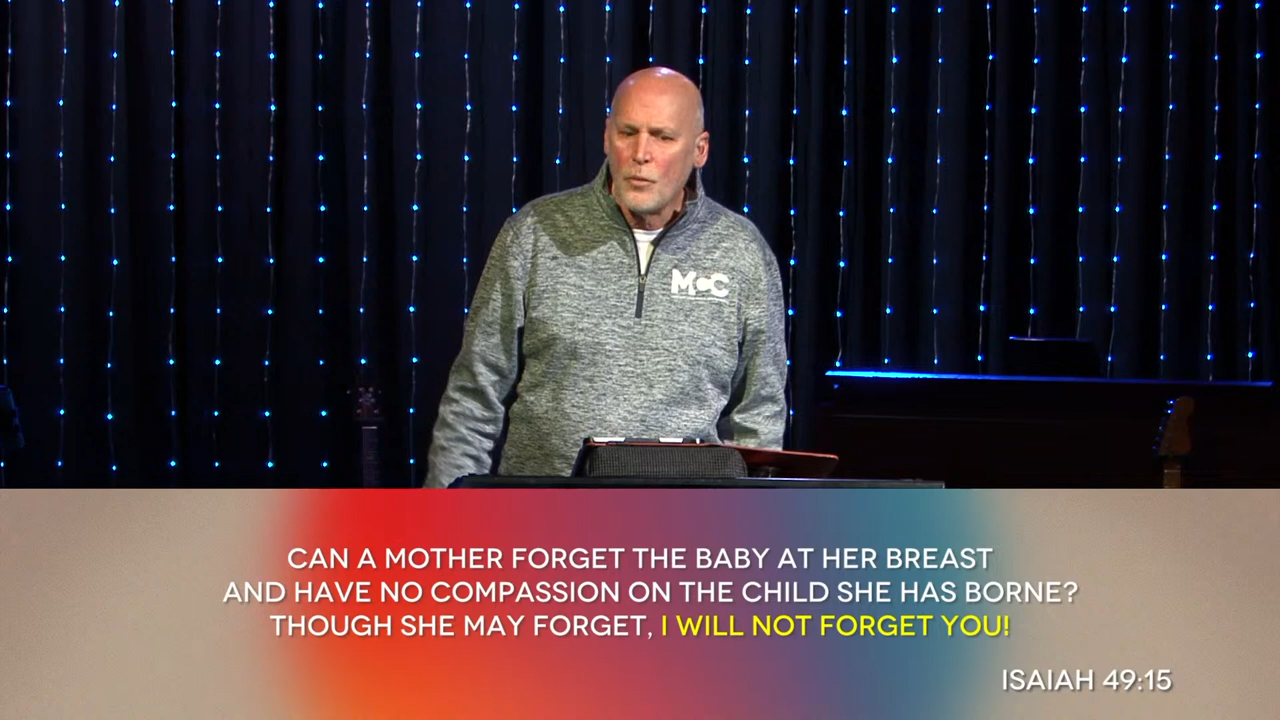 MCC
CAN A MOTHER FORGET THE BABY AT HER BREAST
AND HAVE NO COMPASSION ON THE CHILD SHE HAS BORNE?
THOUGH SHE MAY FORGET, I WILL NOT FORGET YOU!
ISAIAH 49:15